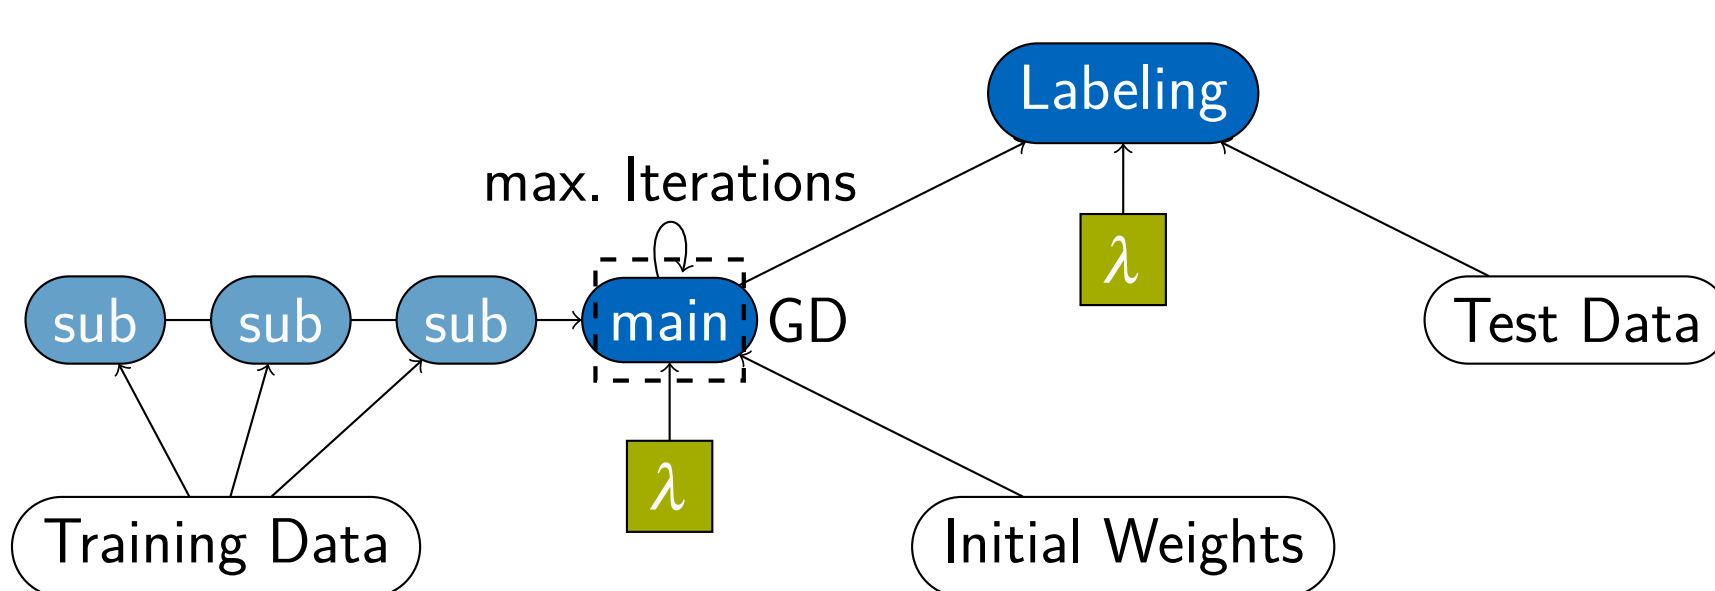 Labeling
max. Iterations
λ
sub
sub
sub
main
GD
Test Data
λ
Training Data
Initial Weights